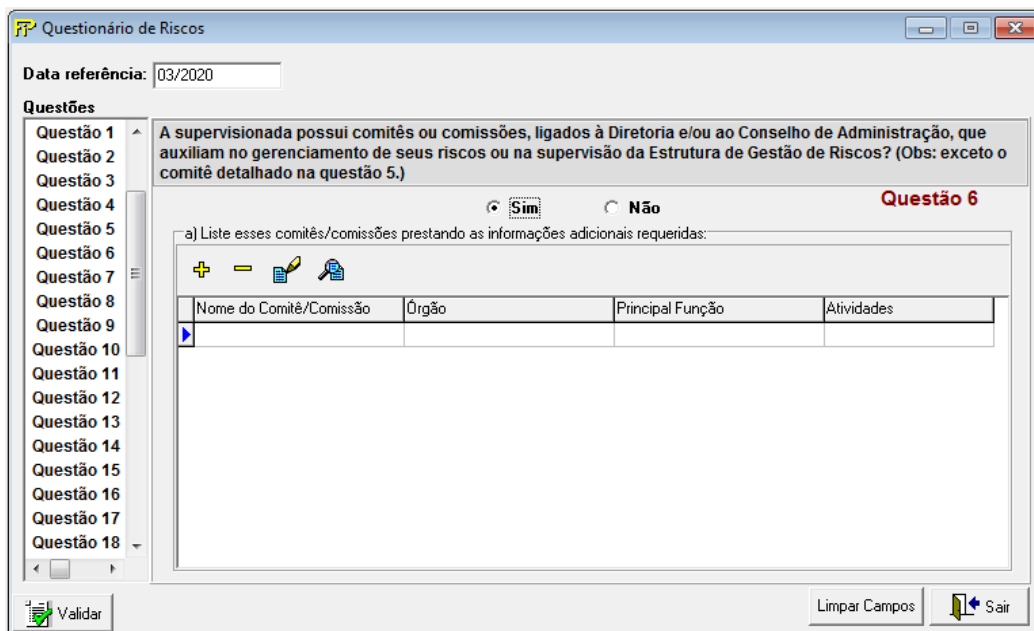 Questionário de Riscos
Data referência: 03/2020
Questões
Questão 1
Questão 2
Questão 3
Questão 4
Questão 5
Questão 6
Questão 7
Questão 8
Questão 9
Questão 10
Questão 11
Questão 12
Questão 13
Questão 14
Questão 15
Questão 16
Questão 17
Questão 18
A supervisionada possui comitês ou comissões, ligados à Diretoria e/ou ao Conselho de Administração, que
auxiliam no gerenciamento de seus riscos ou na supervisão da Estrutura de Gestão de Riscos? (Obs: exceto o
comitê detalhado na questão 5.)
Questão 6
Sim Não
a) Liste esses comitês/comissões prestando as informações adicionais requeridas:
Nome do Comitê/Comissão Órgão Principal Função Atividades
Validar Limpar Campos Sair